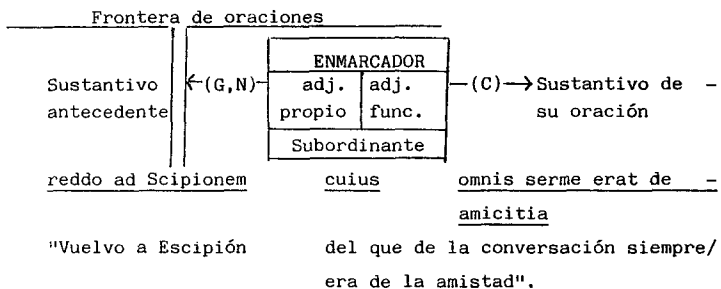 Frontera de oraciones
ENMARCADOR
Sustantivo ←(G,N)— adj. adj. —(C)→ Sustantivo de -
antecedente propio func. su oración
Subordinante
reddo ad Scipionem cuius omnis serme erat de -
amicitia
"Vuelvo a Escipión del que de la conversación siempre/
era de la amistad",